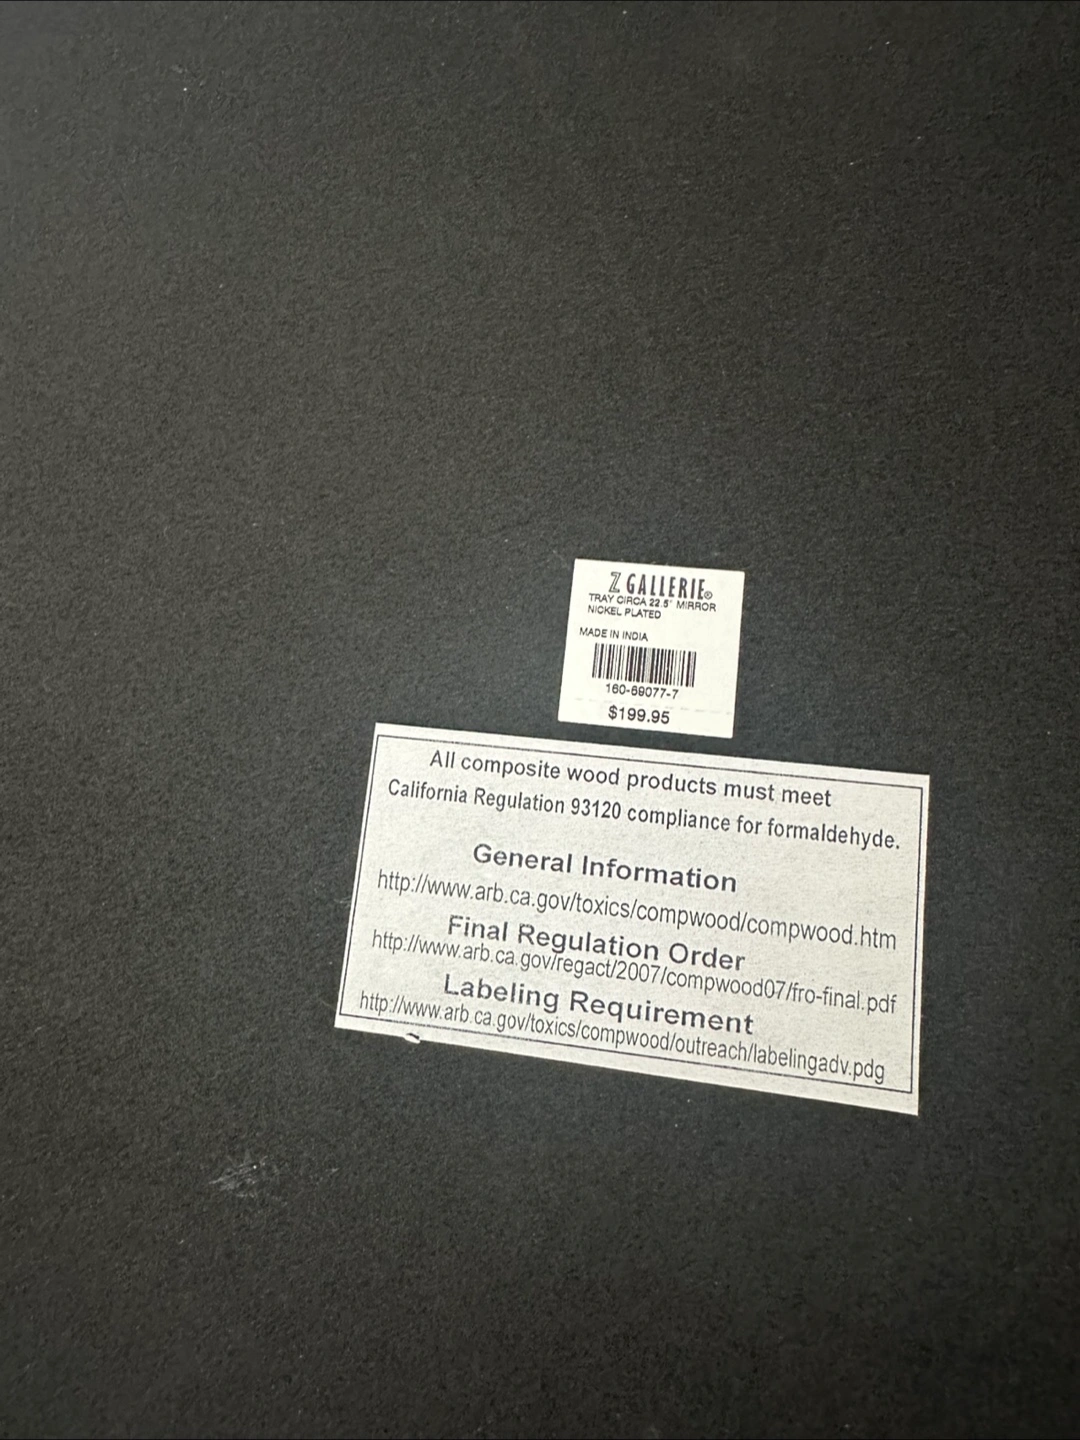 Z GALLERIE®
TRAY CIRCA 22.5" MIRROR
NICKEL PLATED
MADE IN INDIA
160-69077-7
$199.95
All composite wood products must meet
California Regulation 93120 compliance for formaldehyde.
General Information
http://www.arb.ca.gov/toxics/compwood/compwood.htm
Final Regulation Order
http://www.arb.ca.gov/regact/2007/compwood07/fro-final.pdf
Labeling Requirement
http://www.arb.ca.gov/toxics/compwood/outreach/labelingadv.pdg